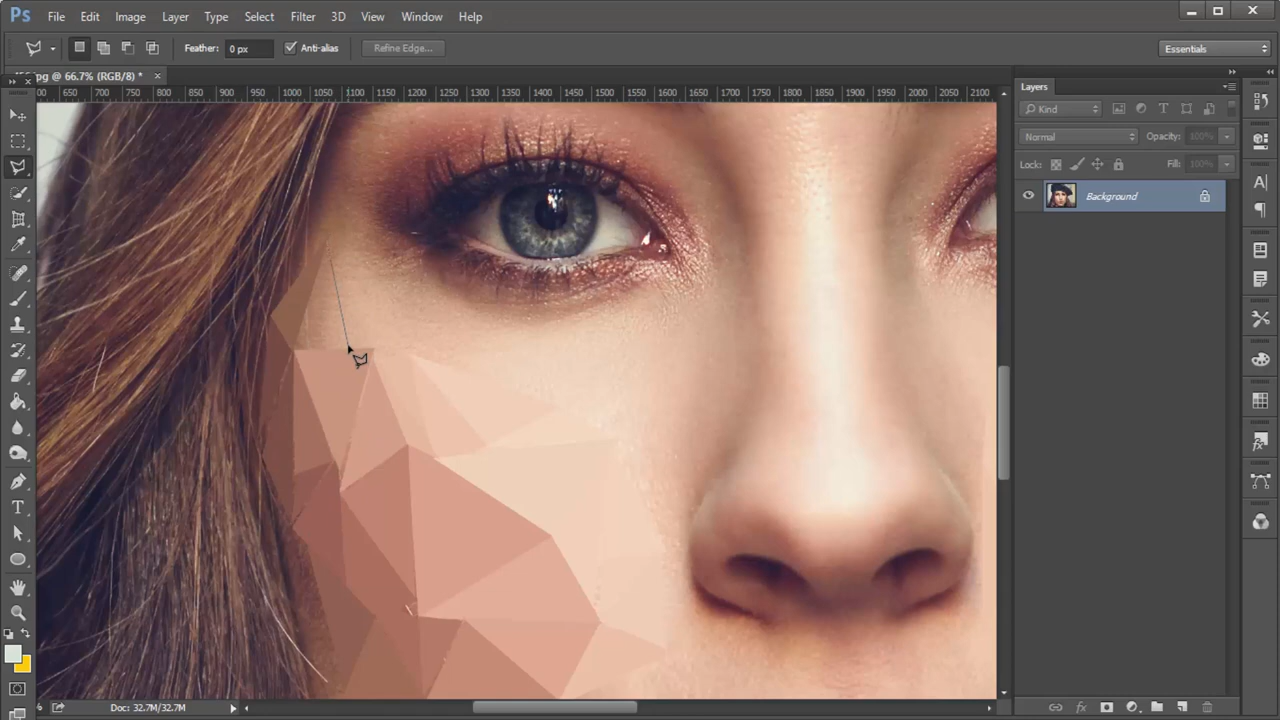 Ps File Edit Image Layer Type Select Filter 3D View Window Help
Feather: 0 px Anti-alias Refine Edge... Essentials
.jpg @ 66.7% (RGB/8) * ×
650 700 750 800 850 900 950 1000 1050 1100 1150 1200 1250 1300 1350 1400 1450 1500 1550 1600 1650 1700 1750 1800 1850 1900 1950 2000 2050 2100
Layers
Kind
Normal Opacity: 100%
Lock: Fill: 100%
Background
Doc: 32.7M/32.7M